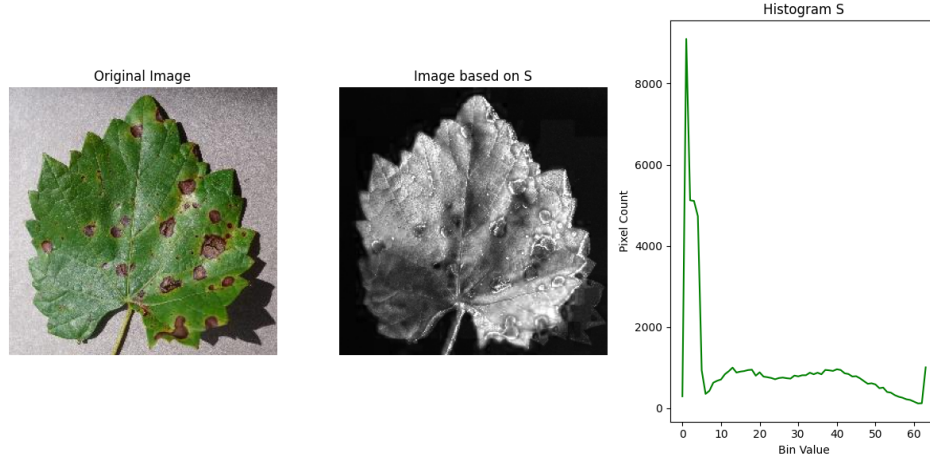 Original Image
Image based on S
Histogram S
Pixel Count
8000
6000
4000
2000
0
0 10 20 30 40 50 60
Bin Value